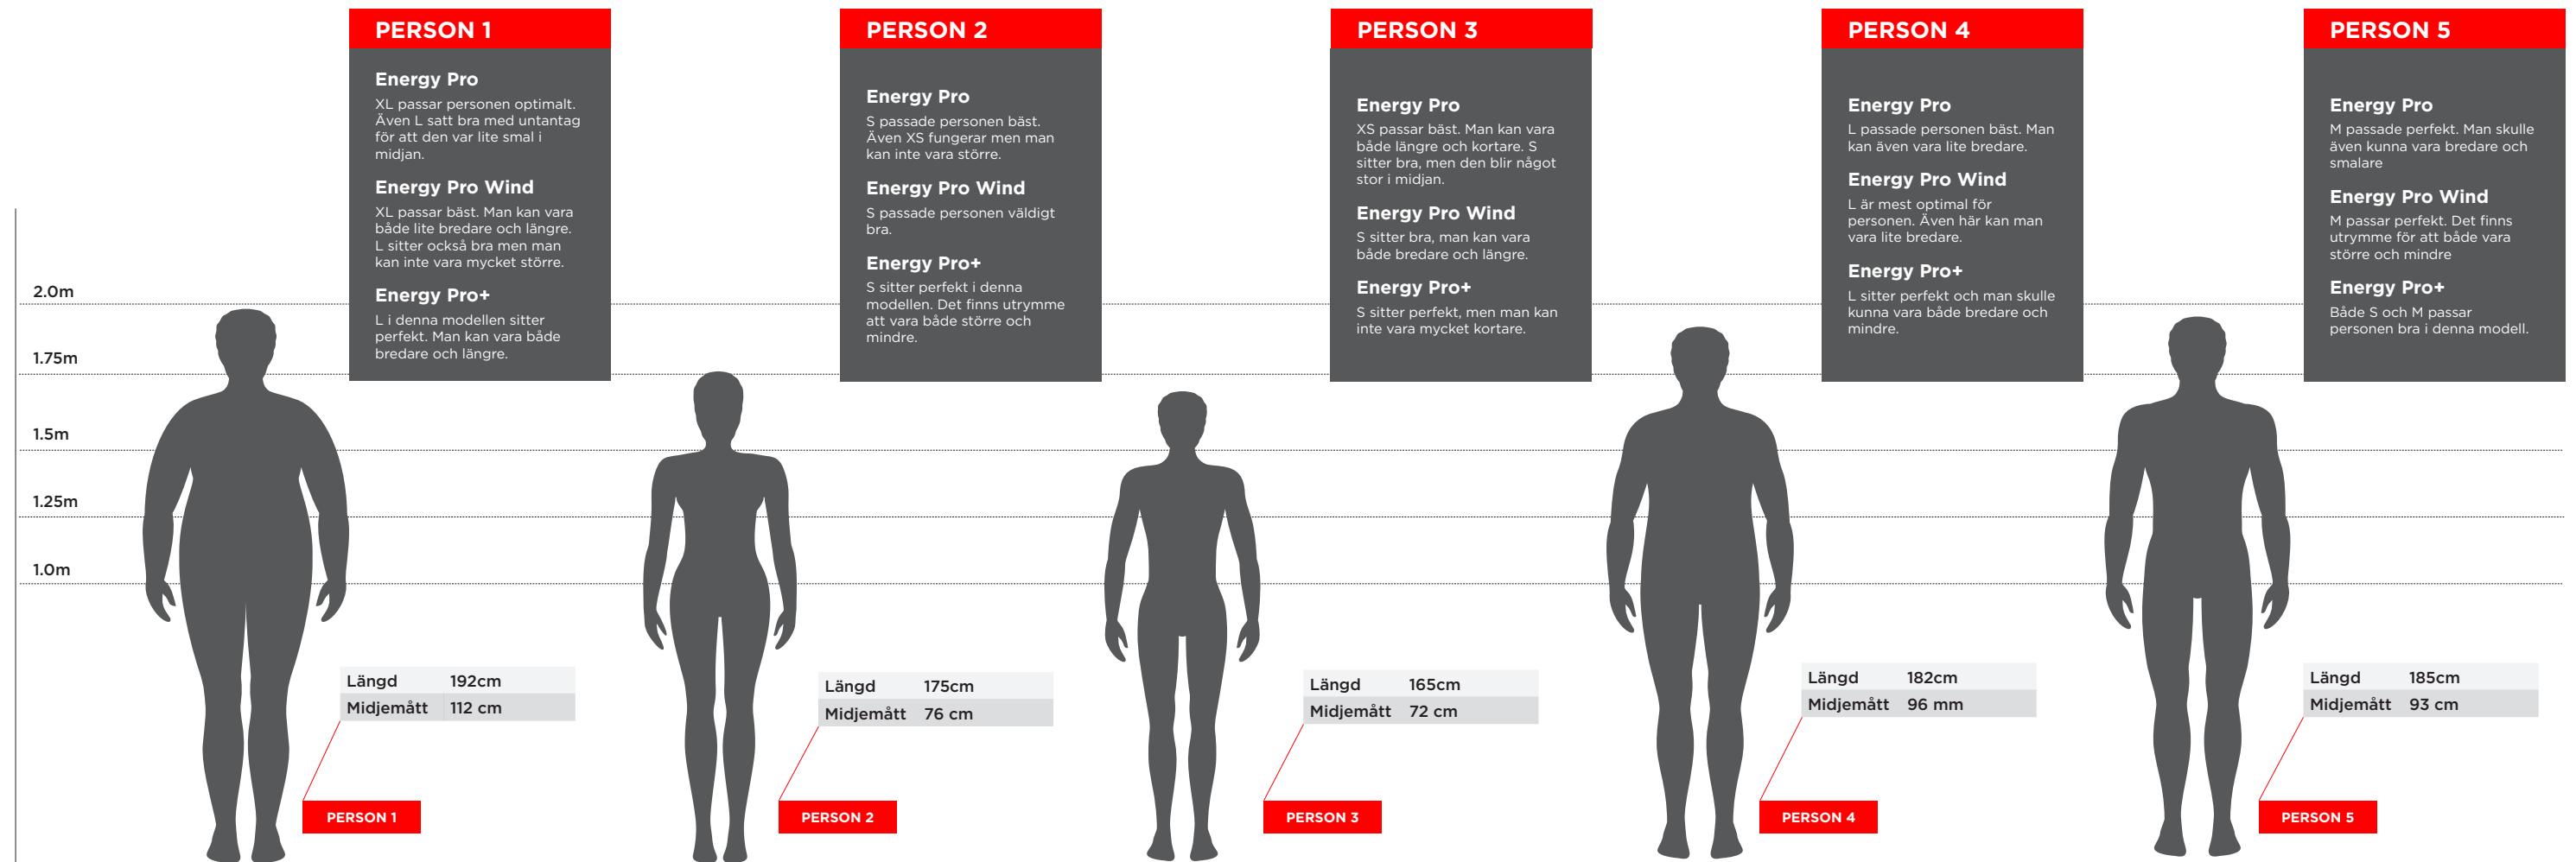 PERSON 1
Energy Pro
XL passar personen optimalt.
Även L satt bra med untantag
för att den var lite smal i
midjan.
Energy Pro Wind
XL passar bäst. Man kan vara
både lite bredare och längre.
L sitter också bra men man
kan inte vara mycket större.
Energy Pro+
L i denna modellen sitter
perfekt. Man kan vara både
bredare och längre.
PERSON 2
Energy Pro
S passade personen bäst.
Även XS fungerar men man
kan inte vara större.
Energy Pro Wind
S passade personen väldigt
bra.
Energy Pro+
S sitter perfekt i denna
modellen. Det finns utrymme
att vara både större och
mindre.
PERSON 3
Energy Pro
XS passar bäst. Man kan vara
både längre och kortare. S
sitter bra, men den blir något
stor i midjan.
Energy Pro Wind
S sitter bra, man kan vara
både bredare och längre.
Energy Pro+
S sitter perfekt, men man kan
inte vara mycket kortare.
PERSON 4
Energy Pro
L passade personen bäst. Man
kan även vara lite bredare.
Energy Pro Wind
L är mest optimal för
personen. Även här kan man
vara lite bredare.
Energy Pro+
L sitter perfekt och man skulle
kunna vara både bredare och
mindre.
PERSON 5
Energy Pro
M passade perfekt. Man skulle
även kunna vara bredare och
smalare
Energy Pro Wind
M passar perfekt. Det finns
utrymme för att både vara
större och mindre
Energy Pro+
Både S och M passar
personen bra i denna modell.
2.0m
1.75m
1.5m
1.25m
1.0m
Längd 192cm
Midjemått 112 cm
PERSON 1
Längd 175cm
Midjemått 76 cm
PERSON 2
Längd 165cm
Midjemått 72 cm
PERSON 3
Längd 182cm
Midjemått 96 mm
PERSON 4
Längd 185cm
Midjemått 93 cm
PERSON 5